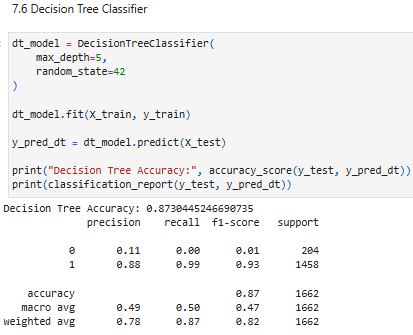 7.6 Decision Tree Classifier
dt_model = DecisionTreeClassifier(
    max_depth=5,
    random_state=42
)
dt_model.fit(X_train, y_train)
y_pred_dt = dt_model.predict(X_test)
print("Decision Tree Accuracy:", accuracy_score(y_test, y_pred_dt))
print(classification_report(y_test, y_pred_dt))
Decision Tree Accuracy: 0.8730445246690735
              precision    recall  f1-score   support
           0       0.11      0.00      0.01       204
           1       0.88      0.99      0.93      1458
    accuracy                           0.87      1662
   macro avg       0.49      0.50      0.47      1662
weighted avg       0.78      0.87      0.82      1662